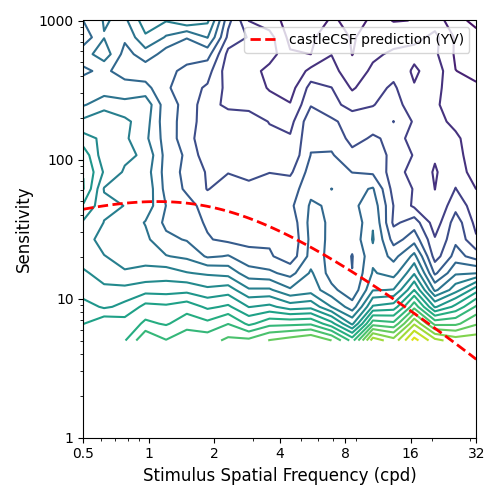 1000
castleCSF prediction (YV)
100
10
1
Sensitivity
0.5 1 2 4 8 16 32
Stimulus Spatial Frequency (cpd)